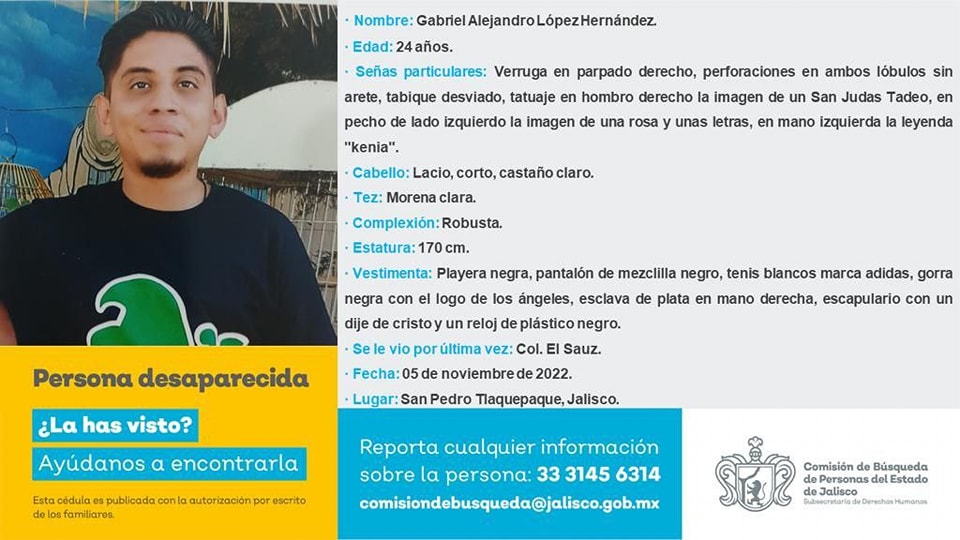 · Nombre: Gabriel Alejandro López Hernández.
· Edad: 24 años.
· Señas particulares: Verruga en parpado derecho, perforaciones en ambos lóbulos sin
arete, tabique desviado, tatuaje en hombro derecho la imagen de un San Judas Tadeo, en
pecho de lado izquierdo la imagen de una rosa y unas letras, en mano izquierda la leyenda
"kenia".
· Cabello: Lacio, corto, castaño claro.
· Tez: Morena clara.
· Complexión: Robusta.
· Estatura: 170 cm.
· Vestimenta: Playera negra, pantalón de mezclilla negro, tenis blancos marca adidas, gorra
negra con el logo de los ángeles, esclava de plata en mano derecha, escapulario con un
dije de cristo y un reloj de plástico negro.
· Se le vio por última vez: Col. El Sauz.
· Fecha: 05 de noviembre de 2022.
· Lugar: San Pedro Tlaquepaque, Jalisco.
Persona desaparecida
¿La has visto?
Ayúdanos a encontrarla
Esta cédula es publicada con la autorización por escrito
de los familiares.
Reporta cualquier información
sobre la persona: 33 3145 6314
comisiondebusqueda@jalisco.gob.mx
Comisión de Búsqueda
de Personas del Estado
de Jalisco
Subsecretaría de Derechos Humanos